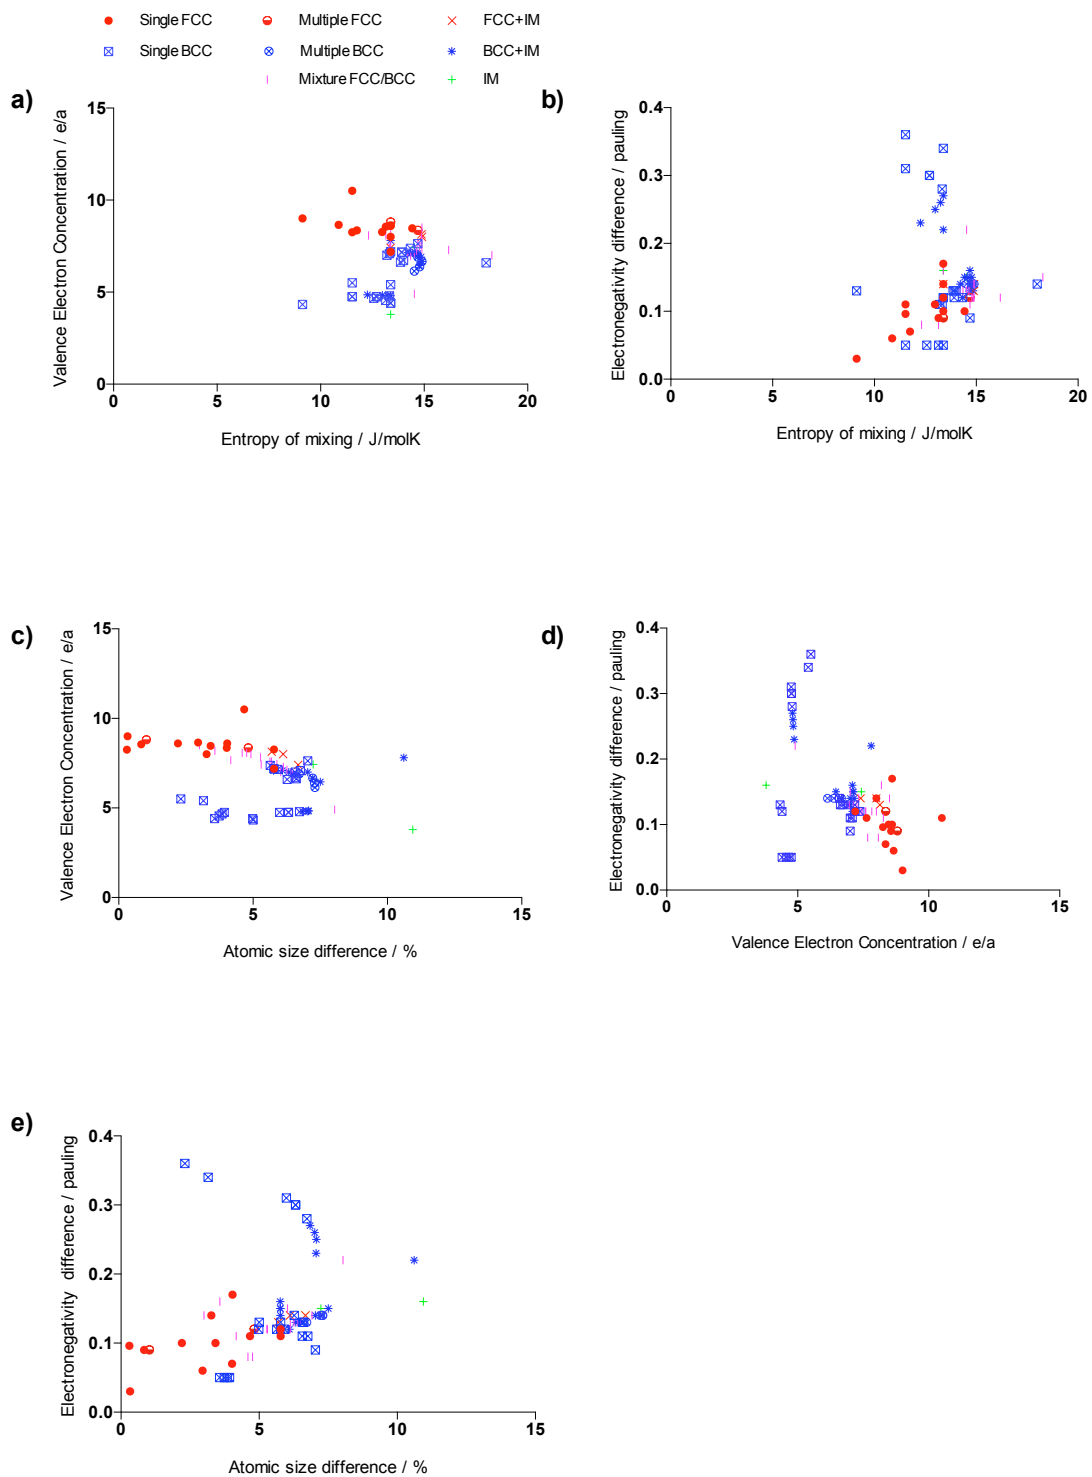 Single FCC Multiple FCC FCC+IM
Single BCC Multiple BCC BCC+IM
Mixture FCC/BCC IM
a)
Valence Electron Concentration / e/a
15
10
5
0
0 5 10 15 20
Entropy of mixing / J/molK
b)
Electronegativity difference / pauling
0.4
0.3
0.2
0.1
0.0
0 5 10 15 20
Entropy of mixing / J/molK
c)
Valence Electron Concentration / e/a
15
10
5
0
0 5 10 15
Atomic size difference / %
d)
Electronegativity difference / pauling
0.4
0.3
0.2
0.1
0.0
0 5 10 15
Valence Electron Concentration / e/a
e)
Electronegativity difference / pauling
0.4
0.3
0.2
0.1
0.0
0 5 10 15
Atomic size difference / %